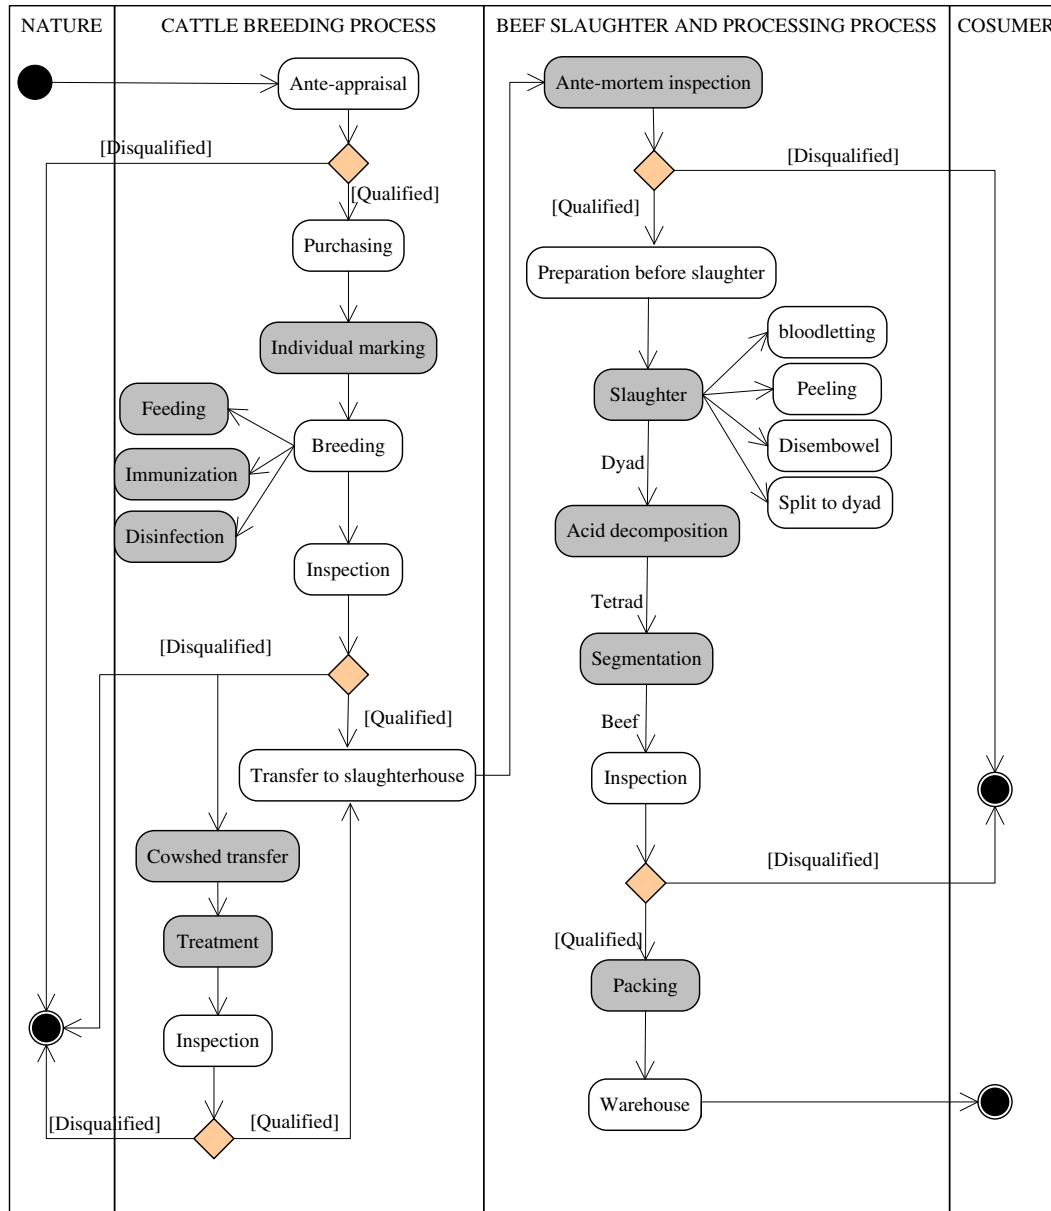 NATURE
CATTLE BREEDING PROCESS
BEEF SLAUGHTER AND PROCESSING PROCESS
COSUMER
Ante-appraisal
[Disqualified]
[Qualified]
Purchasing
Individual marking
Feeding
Breeding
Immunization
Disinfection
Inspection
[Disqualified]
[Qualified]
Transfer to slaughterhouse
Cowshed transfer
Treatment
Inspection
[Disqualified]
[Qualified]
Ante-mortem inspection
[Disqualified]
[Qualified]
Preparation before slaughter
bloodletting
Slaughter
Peeling
Disembowel
Split to dyad
Dyad
Acid decomposition
Tetrad
Segmentation
Beef
Inspection
[Disqualified]
[Qualified]
Packing
Warehouse